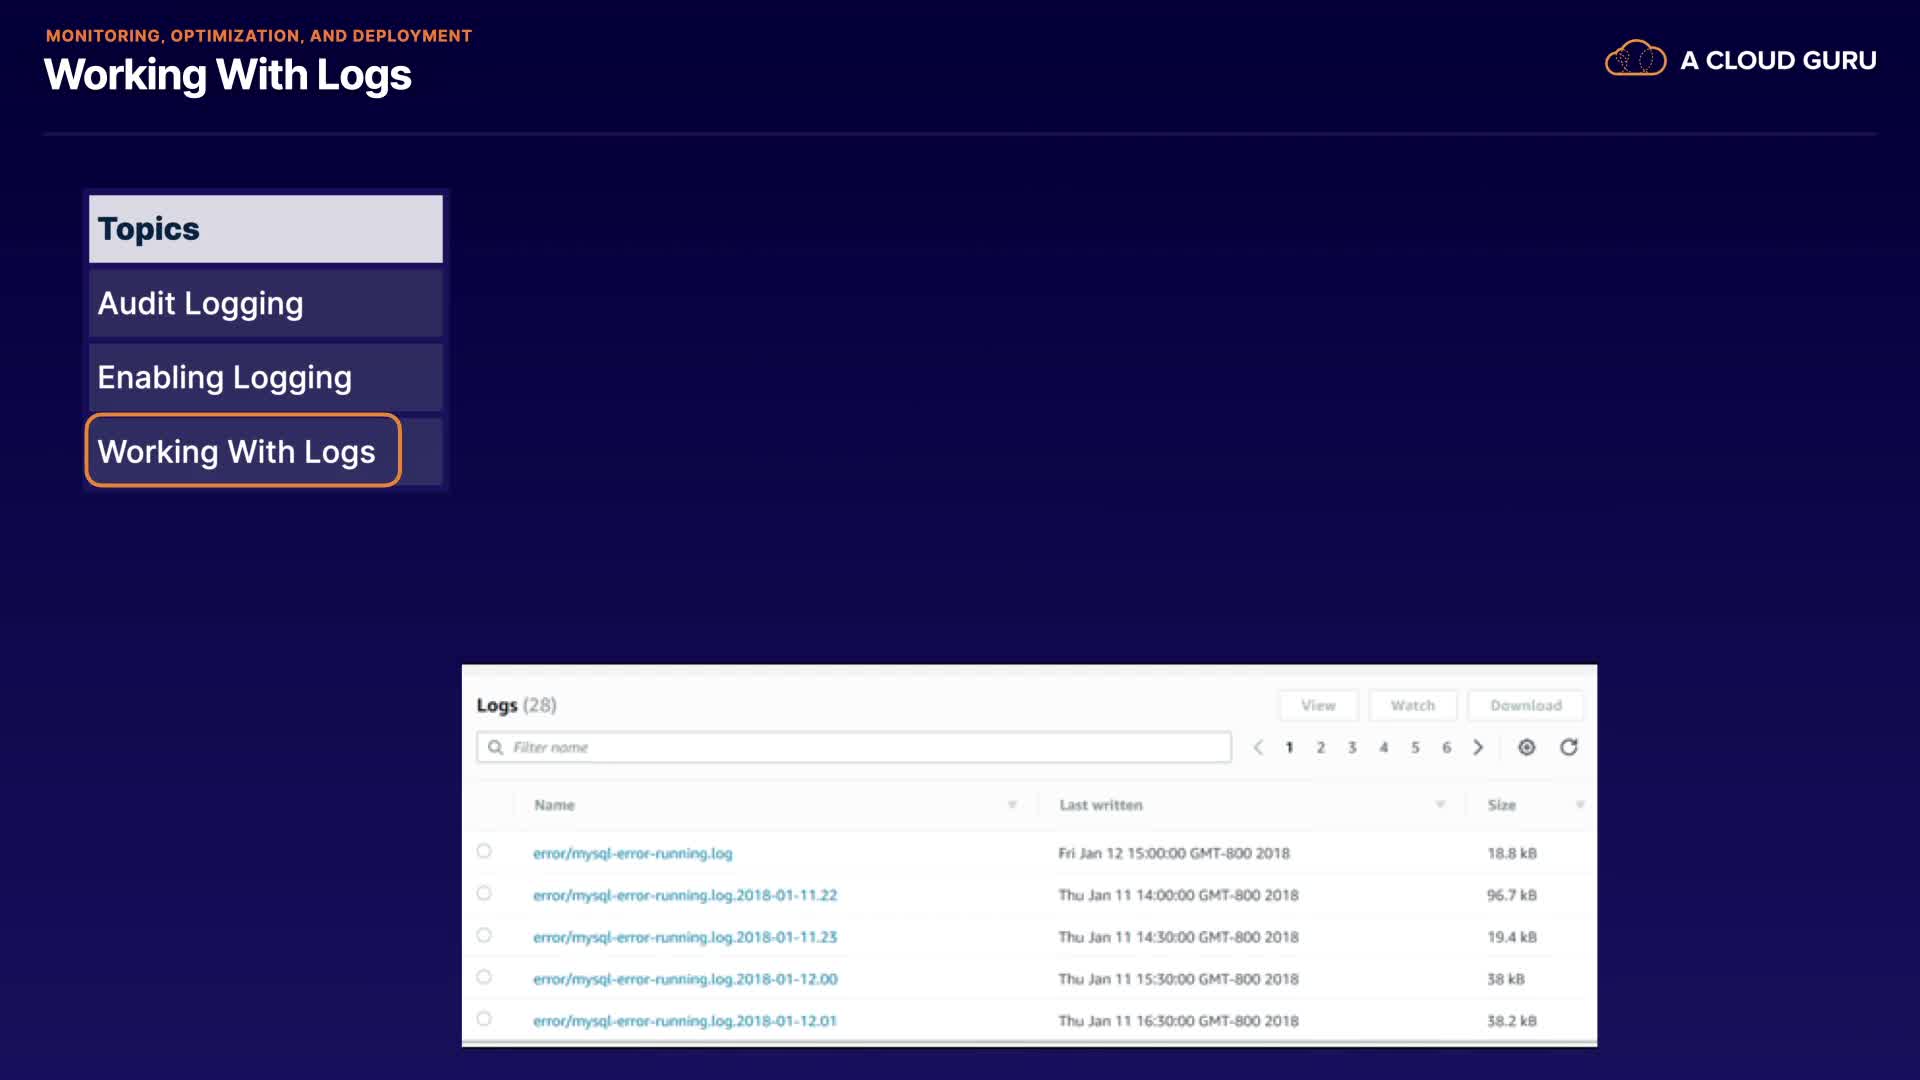 MONITORING, OPTIMIZATION, AND DEPLOYMENT
Working With Logs
A CLOUD GURU
Topics
Audit Logging
Enabling Logging
Working With Logs
Logs (28)
View Watch Download
Filter name
1 2 3 4 5 6
Name Last written Size
error/mysql-error-running.log Fri Jan 12 15:00:00 GMT-800 2018 18.8 kB
error/mysql-error-running.log.2018-01-11.22 Thu Jan 11 14:00:00 GMT-800 2018 96.7 kB
error/mysql-error-running.log.2018-01-11.23 Thu Jan 11 14:30:00 GMT-800 2018 19.4 kB
error/mysql-error-running.log.2018-01-12.00 Thu Jan 11 15:30:00 GMT-800 2018 38 kB
error/mysql-error-running.log.2018-01-12.01 Thu Jan 11 16:30:00 GMT-800 2018 38.2 kB